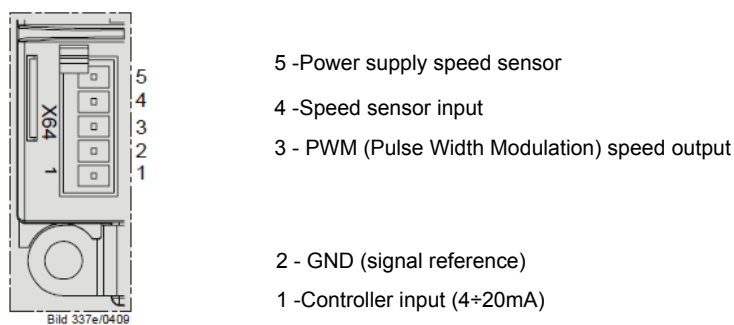 5
4
3
2
1
X64
1
Bild 337e/0409
5 -Power supply speed sensor
4 -Speed sensor input
3 - PWM (Pulse Width Modulation) speed output
2 - GND (signal reference)
1 -Controller input (4÷20mA)